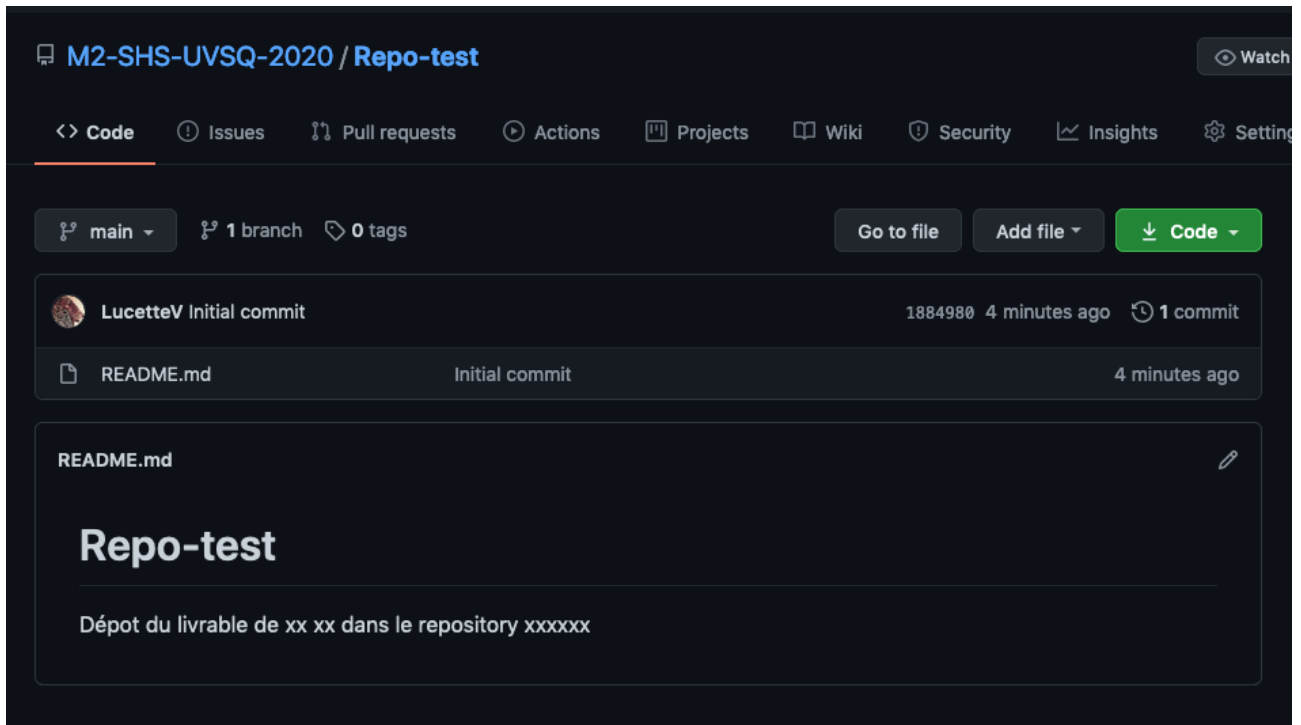 M2-SHS-UVSQ-2020 / Repo-test
Watch
Code Issues Pull requests Actions Projects Wiki Security Insights Setting
main 1 branch 0 tags Go to file Add file Code
LucetteV Initial commit 1884980 4 minutes ago 1 commit
README.md Initial commit 4 minutes ago
README.md
Repo-test
Dépot du livrable de xx xx dans le repository xxxxxx